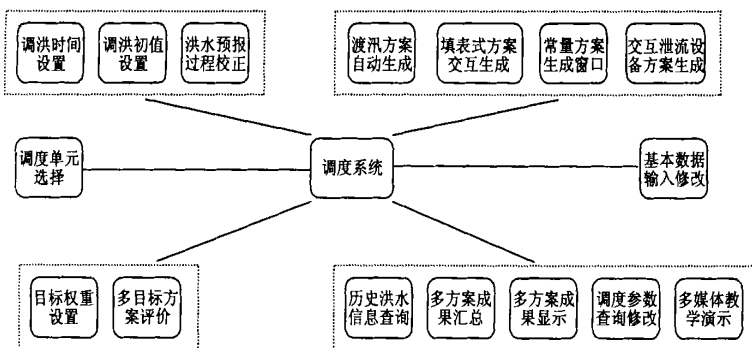 调洪时间
设置
调洪初值
设置
洪水预报
过程校正
渡汛方案
自动生成
填表式方案
交互生成
常量方案
生成窗口
交互泄流设
备方案生成
调度单元
选择
调度系统
基本数据
输入修改
目标权重
设置
多目标方
案评价
历史洪水
信息查询
多方案成
果汇总
多方案成
果显示
调度参数
查询修改
多媒体教
学演示